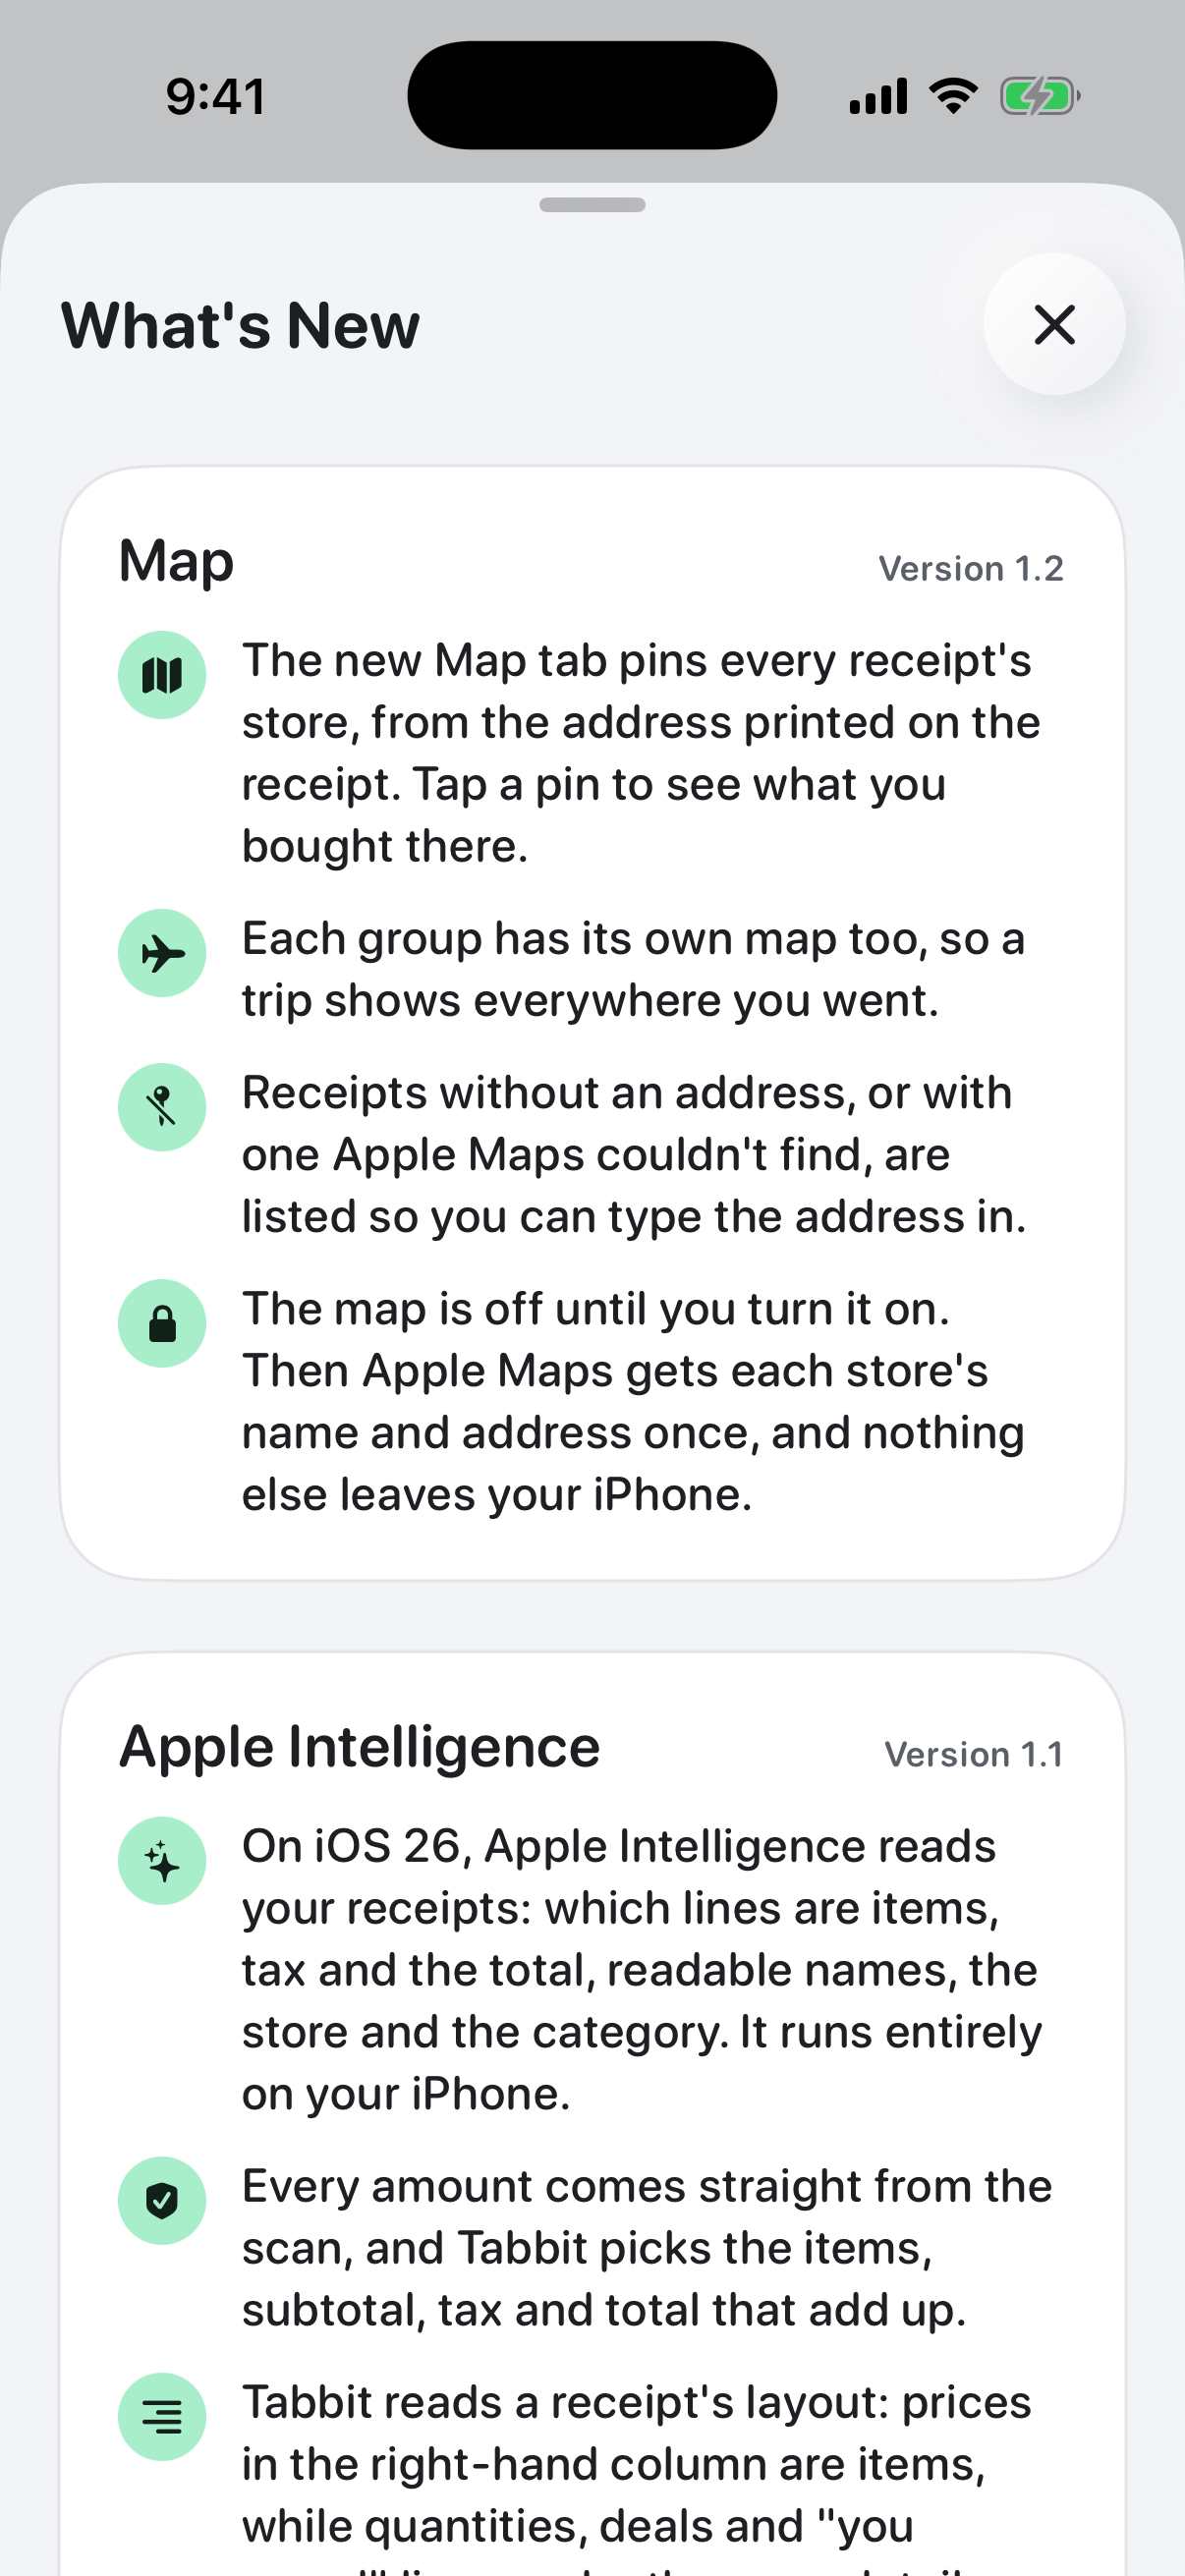 9:41
What's New
Map
Version 1.2
The new Map tab pins every receipt's
store, from the address printed on the
receipt. Tap a pin to see what you
bought there.
Each group has its own map too, so a
trip shows everywhere you went.
Receipts without an address, or with
one Apple Maps couldn't find, are
listed so you can type the address in.
The map is off until you turn it on.
Then Apple Maps gets each store's
name and address once, and nothing
else leaves your iPhone.
Apple Intelligence
Version 1.1
On iOS 26, Apple Intelligence reads
your receipts: which lines are items,
tax and the total, readable names, the
store and the category. It runs entirely
on your iPhone.
Every amount comes straight from the
scan, and Tabbit picks the items,
subtotal, tax and total that add up.
Tabbit reads a receipt's layout: prices
in the right-hand column are items,
while quantities, deals and "you